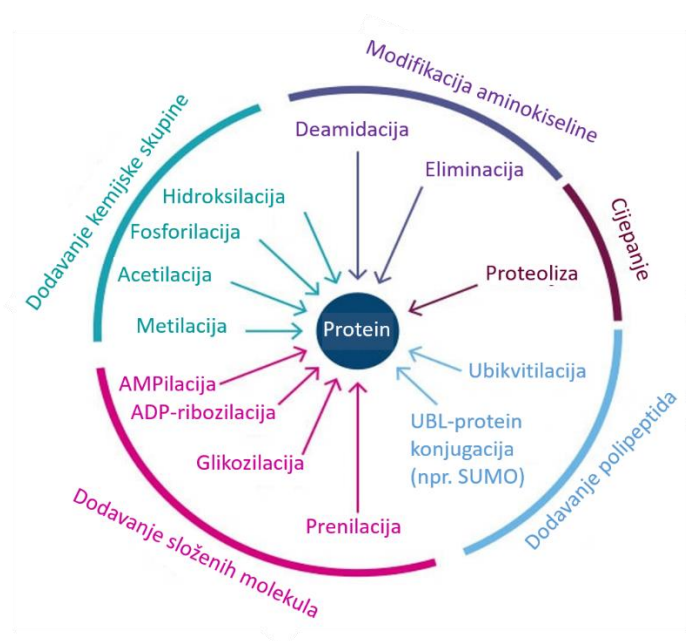 Modifikacija aminokiseline
Deamidacija
Eliminacija
Dodavanje kemijske skupine
Hidroksilacija
Fosforilacija
Acetilacija
Metilacija
Cijepanje
Proteoliza
Protein
Dodavanje polipeptida
Ubikvitilacija
UBL-protein
konjugacija
(npr. SUMO)
AMPilacija
ADP-ribozilacija
Glikozilacija
Prenilacija
Dodavanje složenih molekula